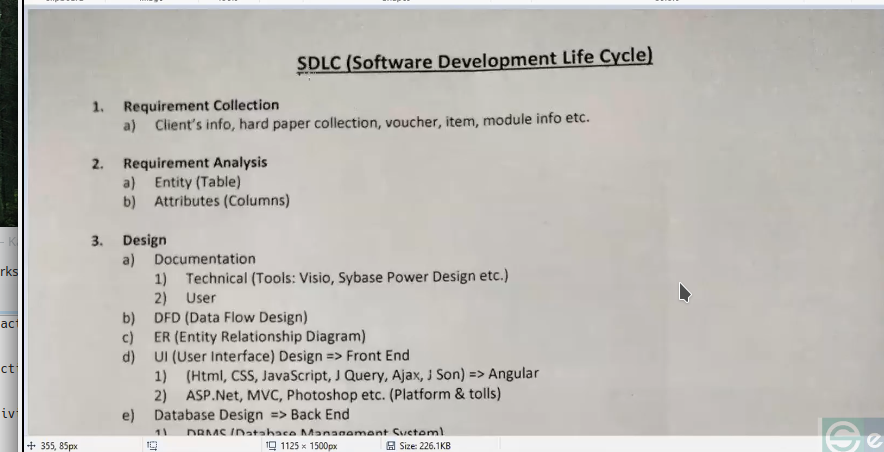 SDLC (Software Development Life Cycle)
1. Requirement Collection
a) Client's info, hard paper collection, voucher, item, module info etc.
2. Requirement Analysis
a) Entity (Table)
b) Attributes (Columns)
3. Design
a) Documentation
1) Technical (Tools: Visio, Sybase Power Design etc.)
2) User
b) DFD (Data Flow Design)
c) ER (Entity Relationship Diagram)
d) UI (User Interface) Design => Front End
1) (Html, CSS, JavaScript, J Query, Ajax, J Son) => Angular
2) ASP.Net, MVC, Photoshop etc. (Platform & tolls)
e) Database Design => Back End
1) DBMS (Database Management System)
355, 85px
1125 × 1500px
Size: 226.1KB